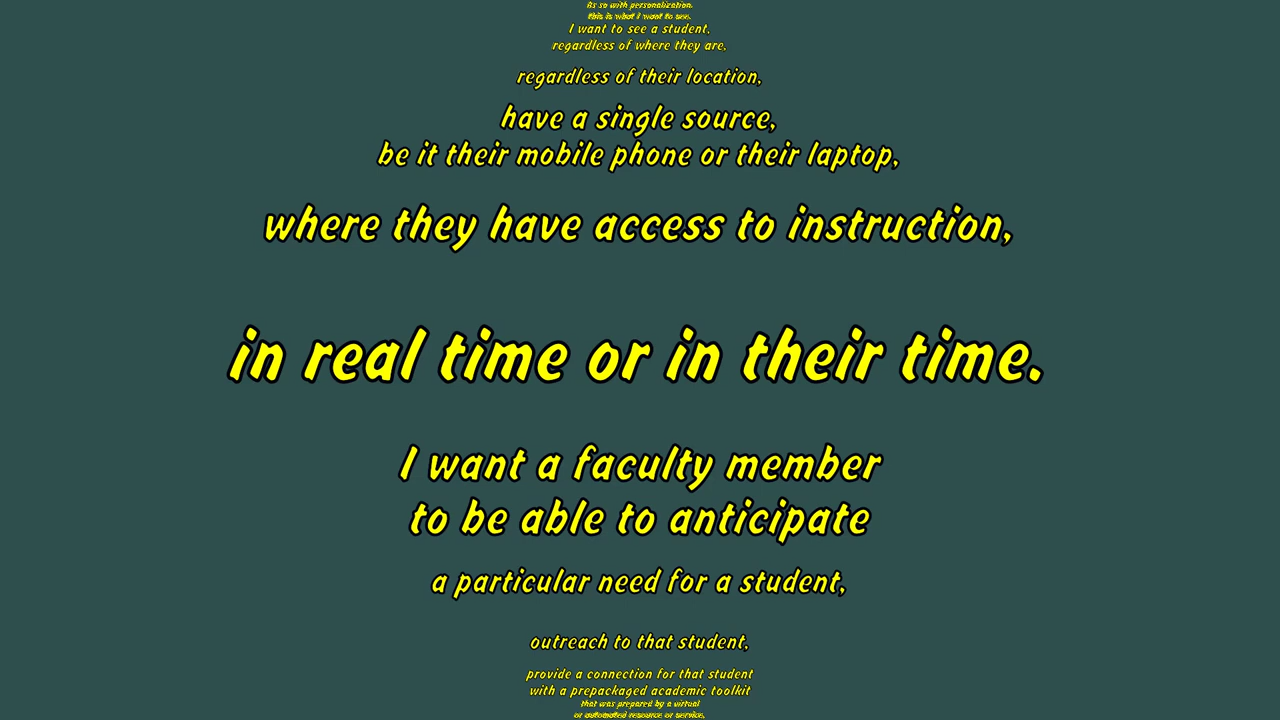 As so with personalization,
this is what I want to see.
I want to see a student,
regardless of where they are,
regardless of their location,
have a single source,
be it their mobile phone or their laptop,
where they have access to instruction,
in real time or in their time.
I want a faculty member
to be able to anticipate
a particular need for a student,
outreach to that student,
provide a connection for that student
with a prepackaged academic toolkit
that was prepared by a virtual
or automated resource or service,